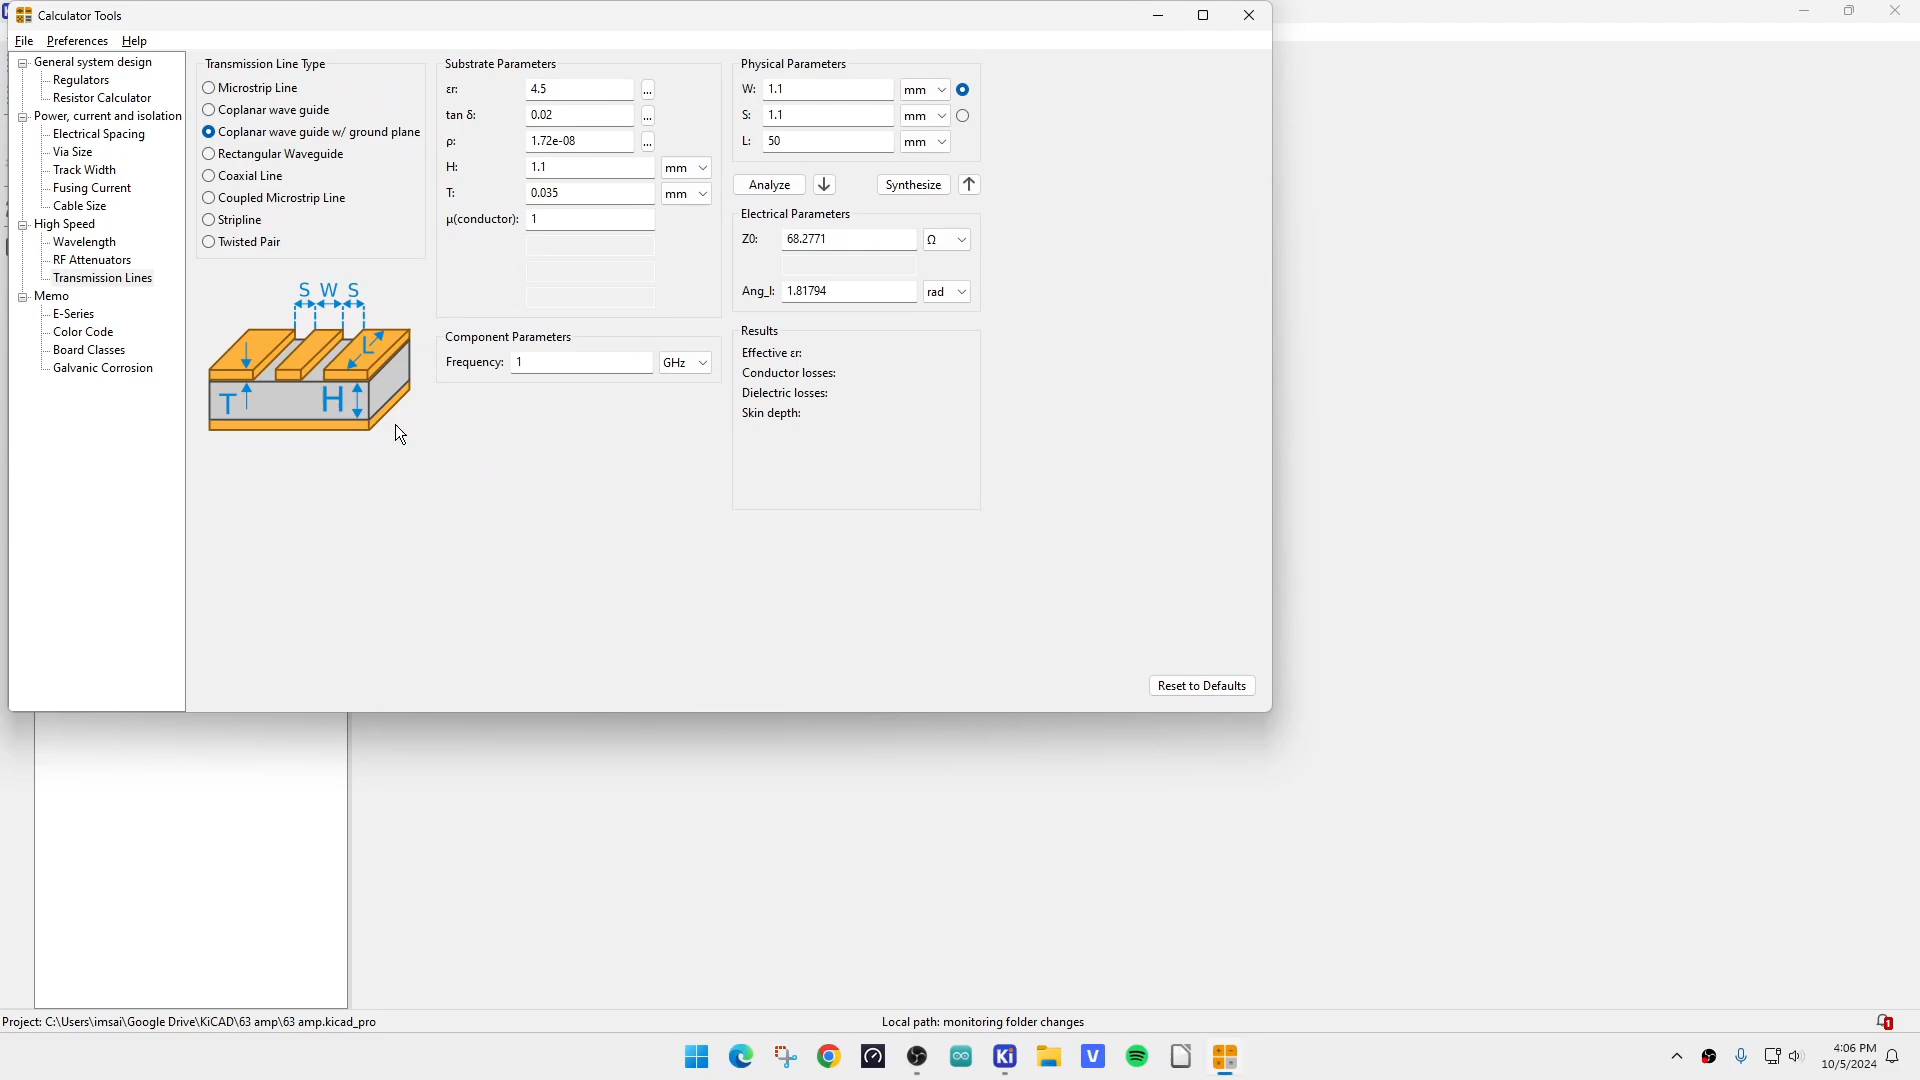 Calculator Tools
File Preferences Help
General system design
Regulators
Resistor Calculator
Power, current and isolation
Electrical Spacing
Via Size
Track Width
Fusing Current
Cable Size
High Speed
Wavelength
RF Attenuators
Transmission Lines
Memo
E-Series
Color Code
Board Classes
Galvanic Corrosion
Transmission Line Type
Microstrip Line
Coplanar wave guide
Coplanar wave guide w/ ground plane
Rectangular Waveguide
Coaxial Line
Coupled Microstrip Line
Stripline
Twisted Pair
S W S
L
T H
Substrate Parameters
εr: 4.5 ...
tan δ: 0.02 ...
ρ: 1.72e-08 ...
H: 1.1 mm
T: 0.035 mm
μ(conductor): 1
Component Parameters
Frequency: 1 GHz
Physical Parameters
W: 1.1 mm
S: 1.1 mm
L: 50 mm
Analyze Synthesize
Electrical Parameters
Z0: 68.2771 Ω
Ang_l: 1.81794 rad
Results
Effective εr:
Conductor losses:
Dielectric losses:
Skin depth:
Reset to Defaults
Project: C:\Users\imsai\Google Drive\KiCAD\63 amp\63 amp.kicad_pro
Local path: monitoring folder changes
1
Ki
V
4:06 PM
10/5/2024